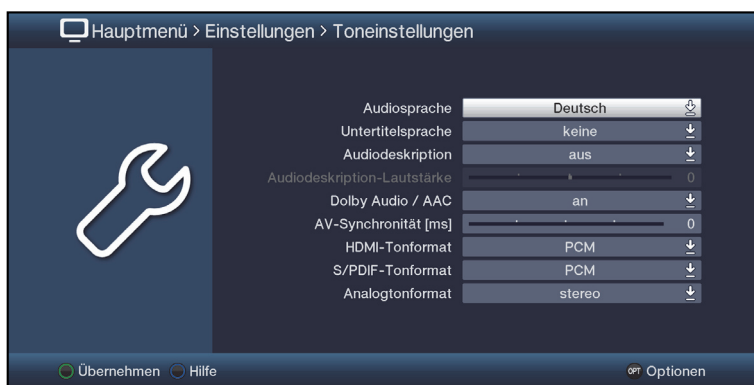 Hauptmenü > Einstellungen > Toneinstellungen
Audiosprache Deutsch
Untertitelsprache keine
Audiodeskription aus
Audiodeskription-Lautstärke 0
Dolby Audio / AAC an
AV-Synchronität [ms] 0
HDMI-Tonformat PCM
S/PDIF-Tonformat PCM
Analogtonformat stereo
Übernehmen Hilfe OPT Optionen